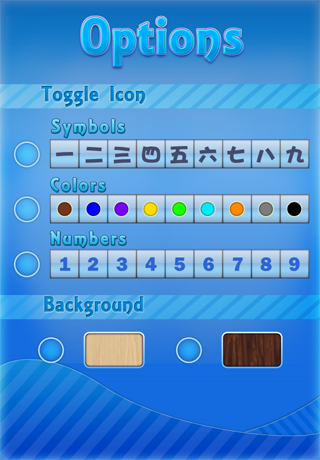 Options
Toggle Icon
Symbols
一 二 三 四 五 六 七 八 九
Colors
Numbers
1 2 3 4 5 6 7 8 9
Background